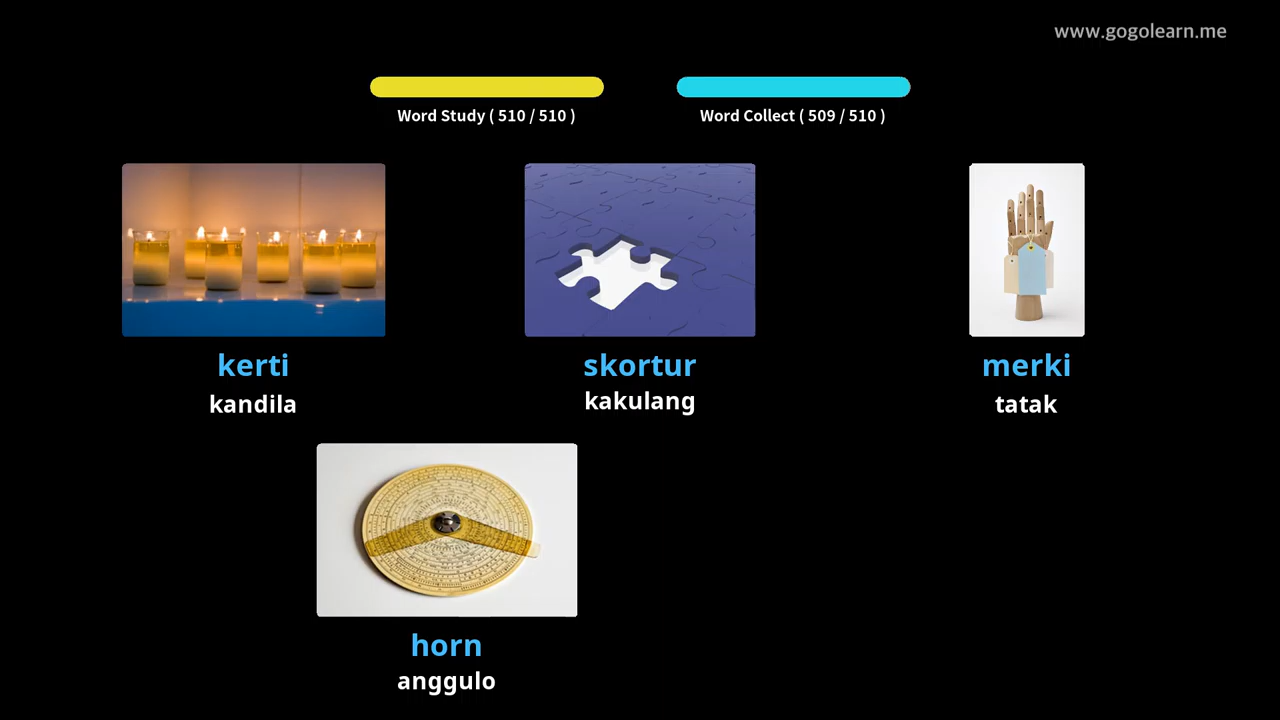 www.gogolearn.me
Word Study ( 510 / 510 )
Word Collect ( 509 / 510 )
kerti
kandila
skortur
kakulang
merki
tatak
horn
anggulo